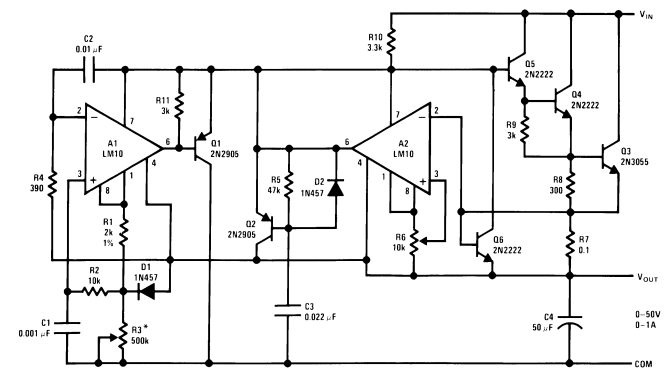 C2
0.01 μF
2
7
A1
LM10
6
3
8
1
4
R4
390
R1
2k
1%
R2
10k
D1
1N457
C1
0.001 μF
R3*
500k
R11
3k
Q1
2N2905
R5
47k
D2
1N457
Q2
2N2905
C3
0.022 μF
R10
3.3k
7
6
A2
LM10
2
4
1
8
3
R6
10k
Q6
2N2222
Q5
2N2222
Q4
2N2222
R9
3k
Q3
2N3055
R8
300
R7
0.1
C4
50 μF
VIN
VOUT
0–50V
0–1A
COM